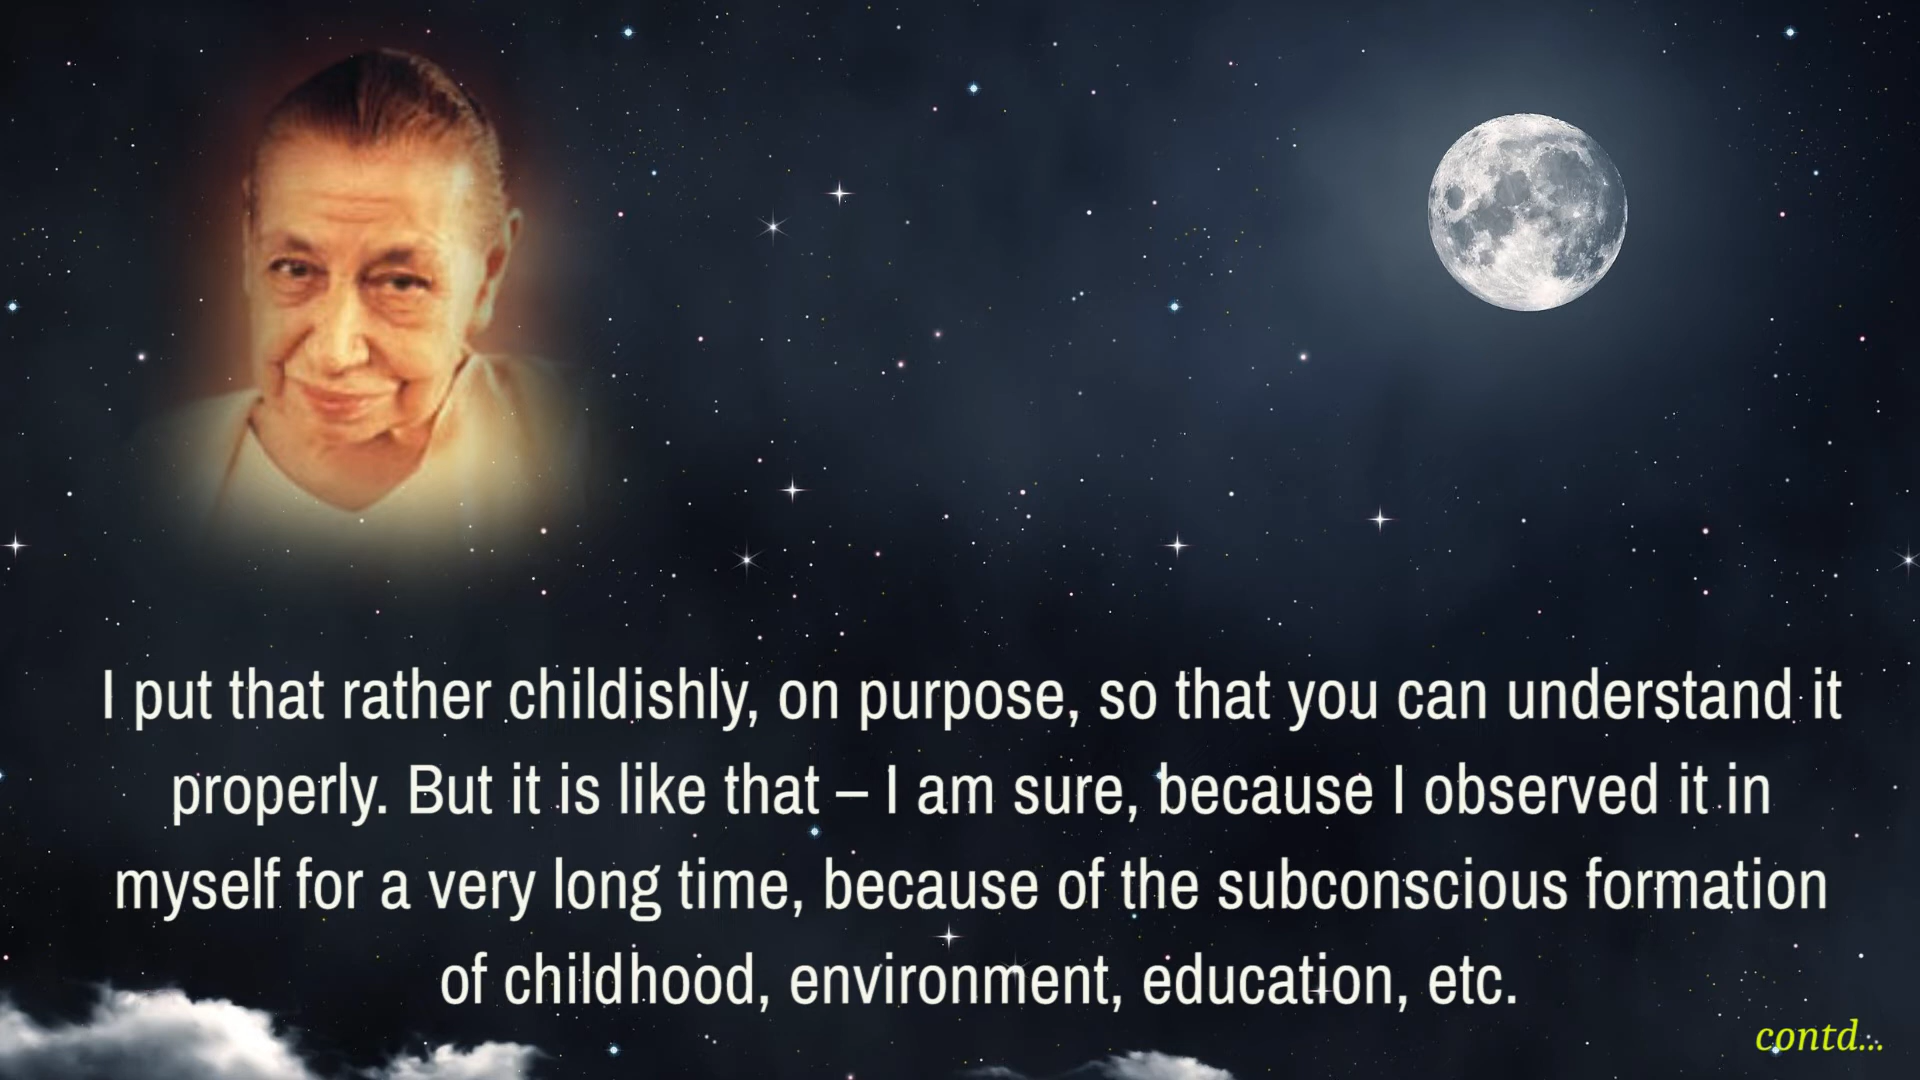 I put that rather childishly, on purpose, so that you can understand it
properly. But it is like that – I am sure, because I observed it in
myself for a very long time, because of the subconscious formation
of childhood, environment, education, etc.
contd...